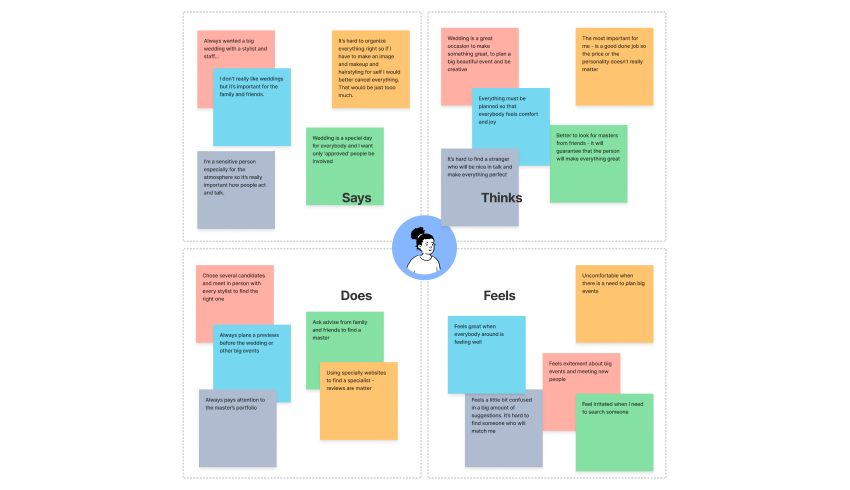 Always wanted a big
wedding with a stylist and
staff...
I don't really like weddings
but it's important for the
family and friends.
It's hard to organize
everything right so if I
have to make an image
and makeup and
hairstyling for self I would
better cancel everything.
That would be just tooo
much.
Wedding is a special day
for everybody and I want
only 'approved' people be
involved
I'm a sensitive person
especially for the
atmosphere so it's really
important how people act
and talk.
Says
Wedding is a great
occasion to make
something great, to plan a
big beautiful event and be
creative
The most important for
me - is a good done job so
the price or the
personality doesn't really
matter
Everything must be
planned so that
everybody feels comfort
and joy
Better to look for masters
from friends - it will
guarantee that the person
will make everything great
It's hard to find a stranger
who will be nice in talk and
make everything perfect
Thinks
Does
Chose several candidates
and meet in person with
every stylist to find the
right one
Always plans a previews
before the wedding or
other big events
Ask advise from family
and friends to find a
master
Using specially websites
to find a specialist -
reviews are matter
Always pays attention to
the master's portfolio
Feels
Uncomfortable when
there is a need to plan big
events
Feels great when
everybody around is
feeling well
Feels exitement about big
events and meeting new
people
Feels a little bit confused
in a big amount of
suggestions. It's hard to
find someone who will
match me
Feel irritated when I need
to search someone